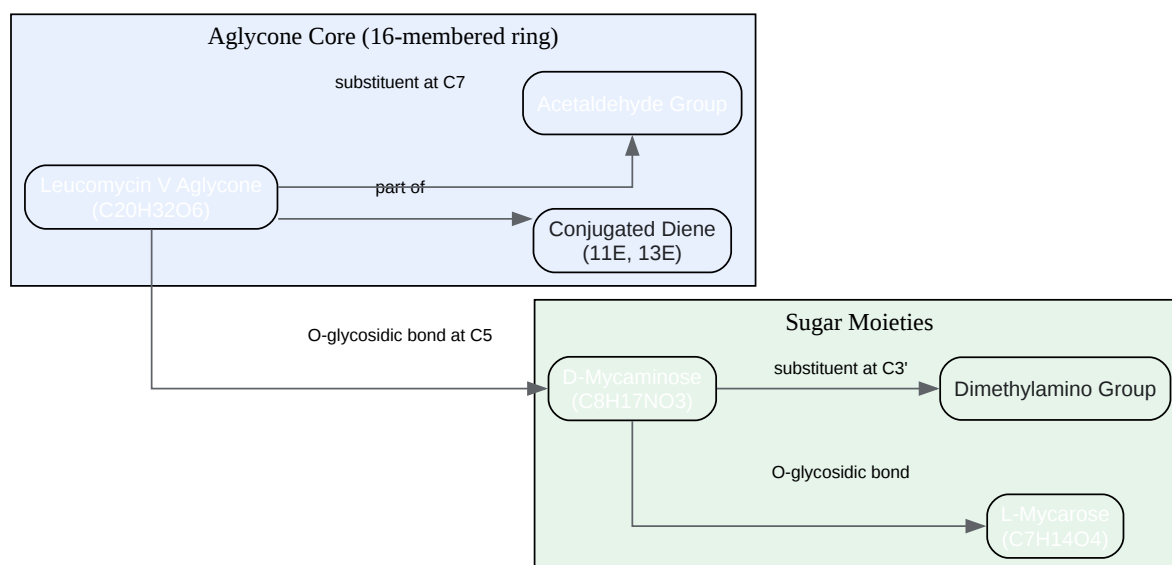 Aglycone Core (16-membered ring)
substituent at C7
Acetaldehyde Group
Leucomycin V Aglycone
(C20H32O6)
part of
Conjugated Diene
(11E, 13E)
O-glycosidic bond at C5
Sugar Moieties
D-Mycaminose
(C8H17NO3)
substituent at C3'
Dimethylamino Group
O-glycosidic bond
L-Mycarose
(C7H14O4)